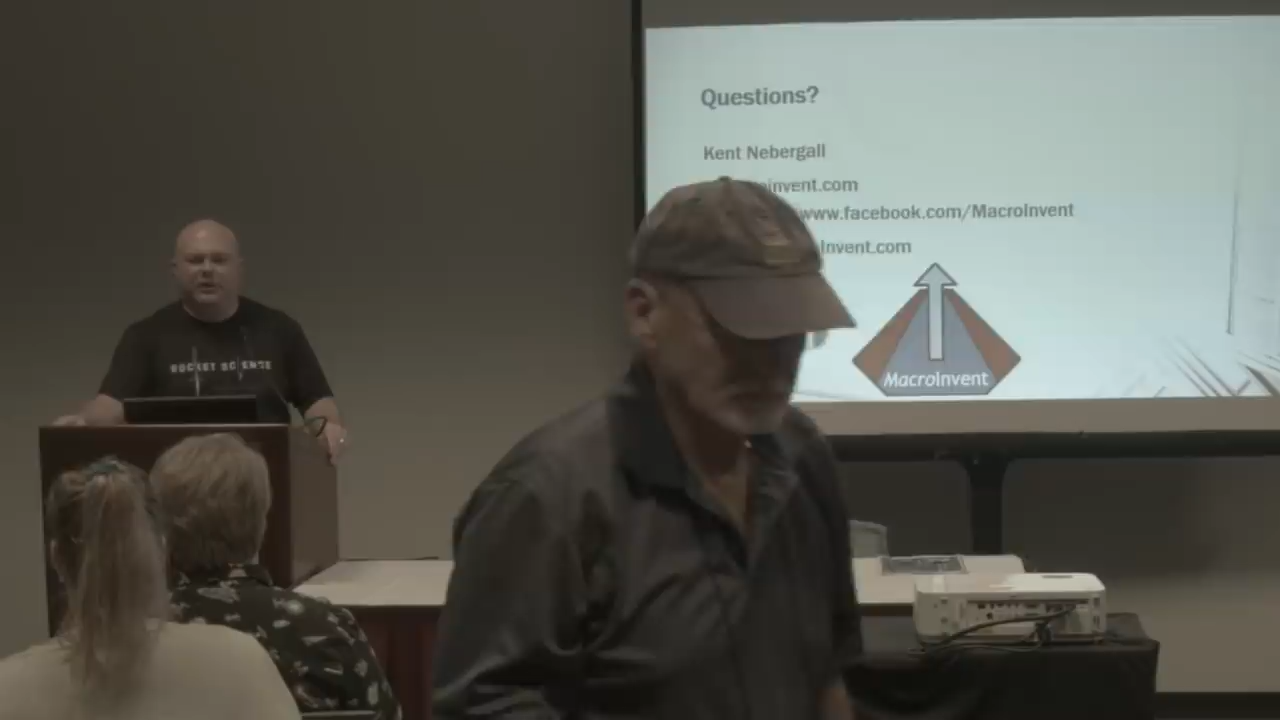 Questions?
Kent Nebergall
invent.com
www.facebook.com/MacroInvent
Invent.com
ROCKET SCIENCE
MacroInvent